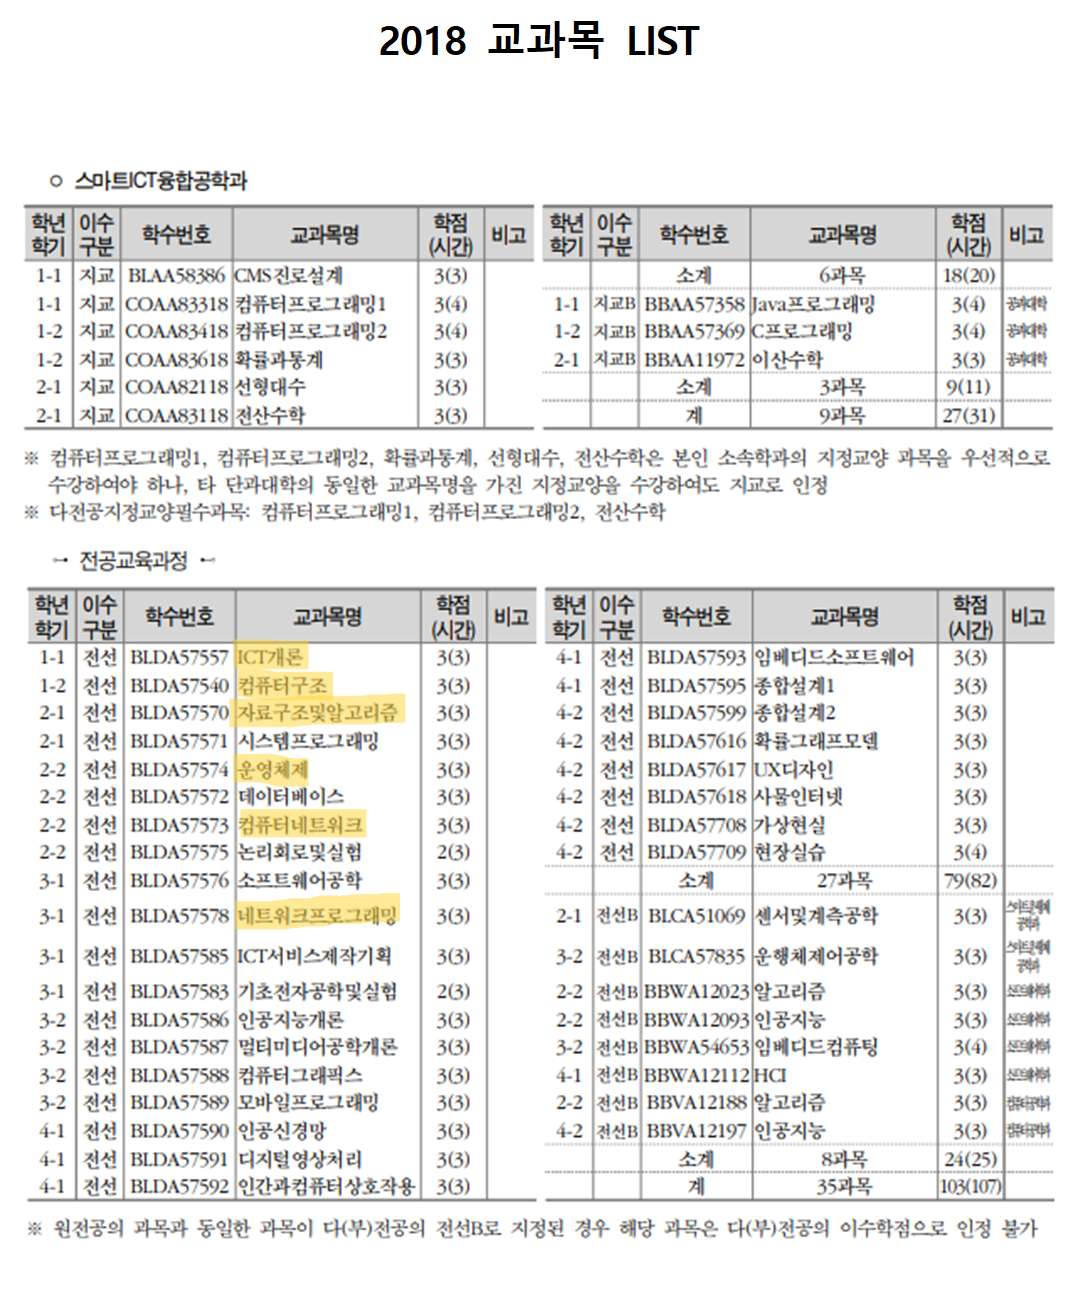 2018 교과목 LIST
○ 스마트ICT융합공학과
학년학기 이수구분 학수번호 교과목명 학점(시간) 비고
1-1 지교 BLAA58386 CMS진로설계 3(3)
1-1 지교 COAA83318 컴퓨터프로그래밍1 3(4)
1-2 지교 COAA83418 컴퓨터프로그래밍2 3(4)
1-2 지교 COAA83618 확률과통계 3(3)
2-1 지교 COAA82118 선형대수 3(3)
2-1 지교 COAA83118 전산수학 3(3)
학년학기 이수구분 학수번호 교과목명 학점(시간) 비고
소계 6과목 18(20)
1-1 지교B BBAA57358 Java프로그래밍 3(4) 공과대학
1-2 지교B BBAA57369 C프로그래밍 3(4) 공과대학
2-1 지교B BBAA11972 이산수학 3(3) 공과대학
소계 3과목 9(11)
계 9과목 27(31)
※ 컴퓨터프로그래밍1, 컴퓨터프로그래밍2, 확률과통계, 선형대수, 전산수학은 본인 소속학과의 지정교양 과목을 우선적으로
수강하여야 하나, 타 단과대학의 동일한 교과목명을 가진 지정교양을 수강하여도 지교로 인정
※ 다전공지정교양필수과목: 컴퓨터프로그래밍1, 컴퓨터프로그래밍2, 전산수학
전공교육과정
학년학기 이수구분 학수번호 교과목명 학점(시간) 비고
1-1 전선 BLDA57557 ICT개론 3(3)
1-2 전선 BLDA57540 컴퓨터구조 3(3)
2-1 전선 BLDA57570 자료구조및알고리즘 3(3)
2-1 전선 BLDA57571 시스템프로그래밍 3(3)
2-2 전선 BLDA57574 운영체제 3(3)
2-2 전선 BLDA57572 데이터베이스 3(3)
2-2 전선 BLDA57573 컴퓨터네트워크 3(3)
2-2 전선 BLDA57575 논리회로및실험 2(3)
3-1 전선 BLDA57576 소프트웨어공학 3(3)
3-1 전선 BLDA57578 네트워크프로그래밍 3(3)
3-1 전선 BLDA57585 ICT서비스제작기획 3(3)
3-1 전선 BLDA57583 기초전자공학및실험 2(3)
3-2 전선 BLDA57586 인공지능개론 3(3)
3-2 전선 BLDA57587 멀티미디어공학개론 3(3)
3-2 전선 BLDA57588 컴퓨터그래픽스 3(3)
3-2 전선 BLDA57589 모바일프로그래밍 3(3)
4-1 전선 BLDA57590 인공신경망 3(3)
4-1 전선 BLDA57591 디지털영상처리 3(3)
4-1 전선 BLDA57592 인간과컴퓨터상호작용 3(3)
학년학기 이수구분 학수번호 교과목명 학점(시간) 비고
4-1 전선 BLDA57593 임베디드소프트웨어 3(3)
4-1 전선 BLDA57595 종합설계1 3(3)
4-2 전선 BLDA57599 종합설계2 3(3)
4-2 전선 BLDA57616 확률그래프모델 3(3)
4-2 전선 BLDA57617 UX디자인 3(3)
4-2 전선 BLDA57618 사물인터넷 3(3)
4-2 전선 BLDA57708 가상현실 3(3)
4-2 전선 BLDA57709 현장실습 3(4)
소계 27과목 79(82)
2-1 전선B BLCA51069 센서및계측공학 3(3)
3-2 전선B BLCA57835 운행체제어공학 3(3)
2-2 전선B BBWA12023 알고리즘 3(3)
2-2 전선B BBWA12093 인공지능 3(3)
3-2 전선B BBWA54653 임베디드컴퓨팅 3(4)
4-1 전선B BBWA12112 HCI 3(3)
2-2 전선B BBVA12188 알고리즘 3(3) 컴퓨터공학과
4-2 전선B BBVA12197 인공지능 3(3) 컴퓨터공학과
소계 8과목 24(25)
계 35과목 103(107)
※ 원전공의 과목과 동일한 과목이 다(부)전공의 전선B로 지정된 경우 해당 과목은 다(부)전공의 이수학점으로 인정 불가